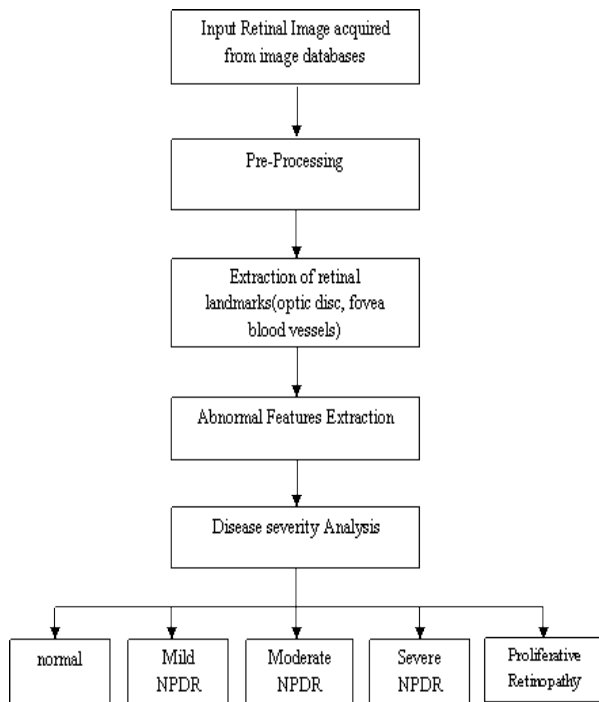 Input Retinal Image acquired
from image databases
Pre-Processing
Extraction of retinal
landmarks(optic disc, fovea
blood vessels)
Abnormal Features Extraction
Disease severity Analysis
normal
Mild
NPDR
Moderate
NPDR
Severe
NPDR
Proliferative
Retinopathy